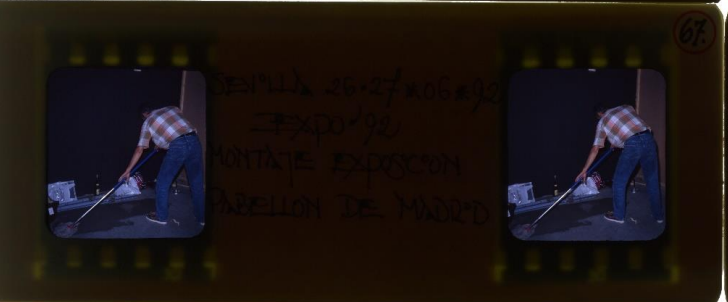 67.
SEVILLA 26·27·06·92
EXPO'92
MONTAJE EXPOSICION
PABELLON DE MADRID